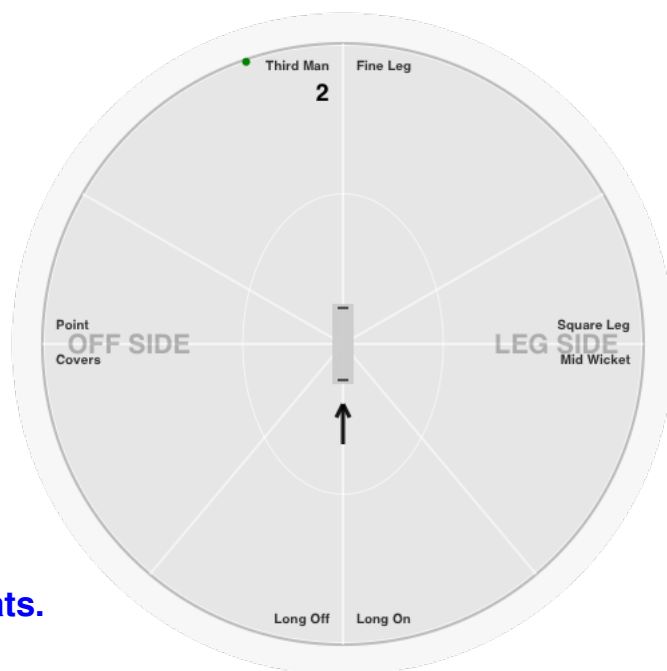 Third Man
Fine Leg
2
Point
Square Leg
OFF SIDE
LEG SIDE
Covers
Mid Wicket
Long Off
Long On